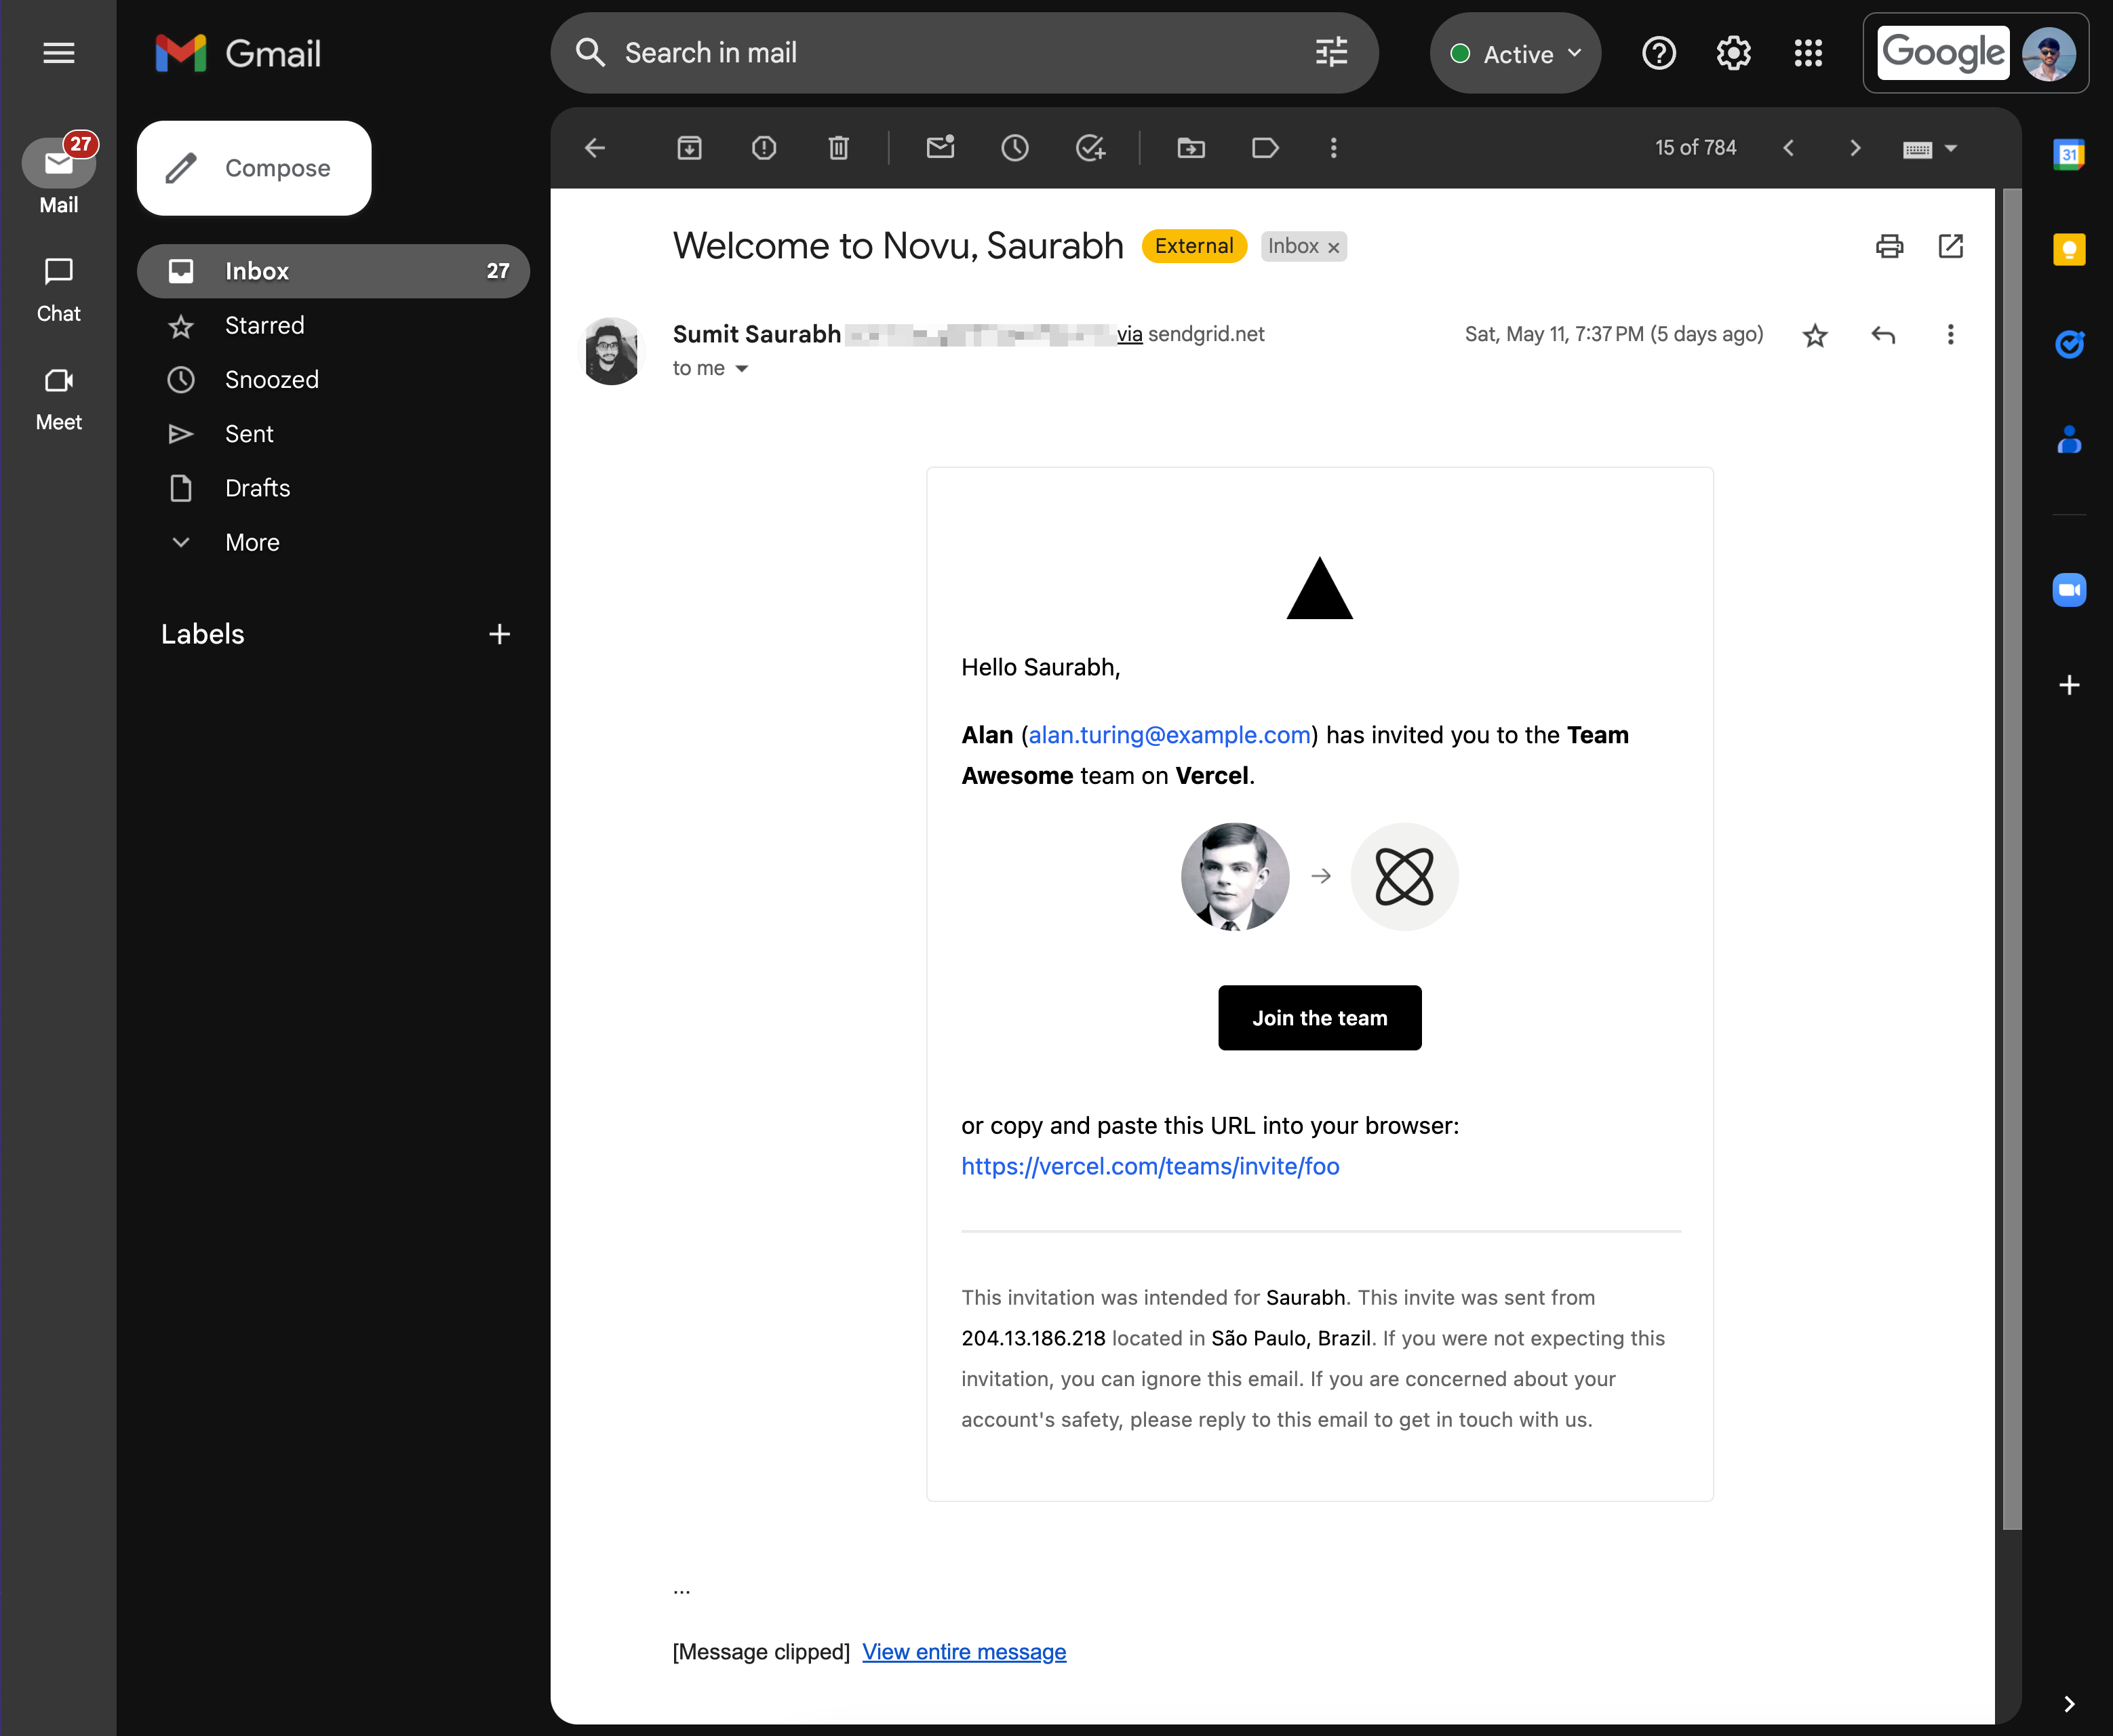 Gmail
Search in mail
Active
Google
27
Mail
Chat
Meet
Compose
Inbox 27
Starred
Snoozed
Sent
Drafts
More
Labels
15 of 784
31
Welcome to Novu, Saurabh External Inbox ×
Sumit Saurabh via sendgrid.net Sat, May 11, 7:37 PM (5 days ago)
to me
Hello Saurabh,
Alan (alan.turing@example.com) has invited you to the Team
Awesome team on Vercel.
Join the team
or copy and paste this URL into your browser:
https://vercel.com/teams/invite/foo
This invitation was intended for Saurabh. This invite was sent from
204.13.186.218 located in São Paulo, Brazil. If you were not expecting this
invitation, you can ignore this email. If you are concerned about your
account's safety, please reply to this email to get in touch with us.
...
[Message clipped] View entire message